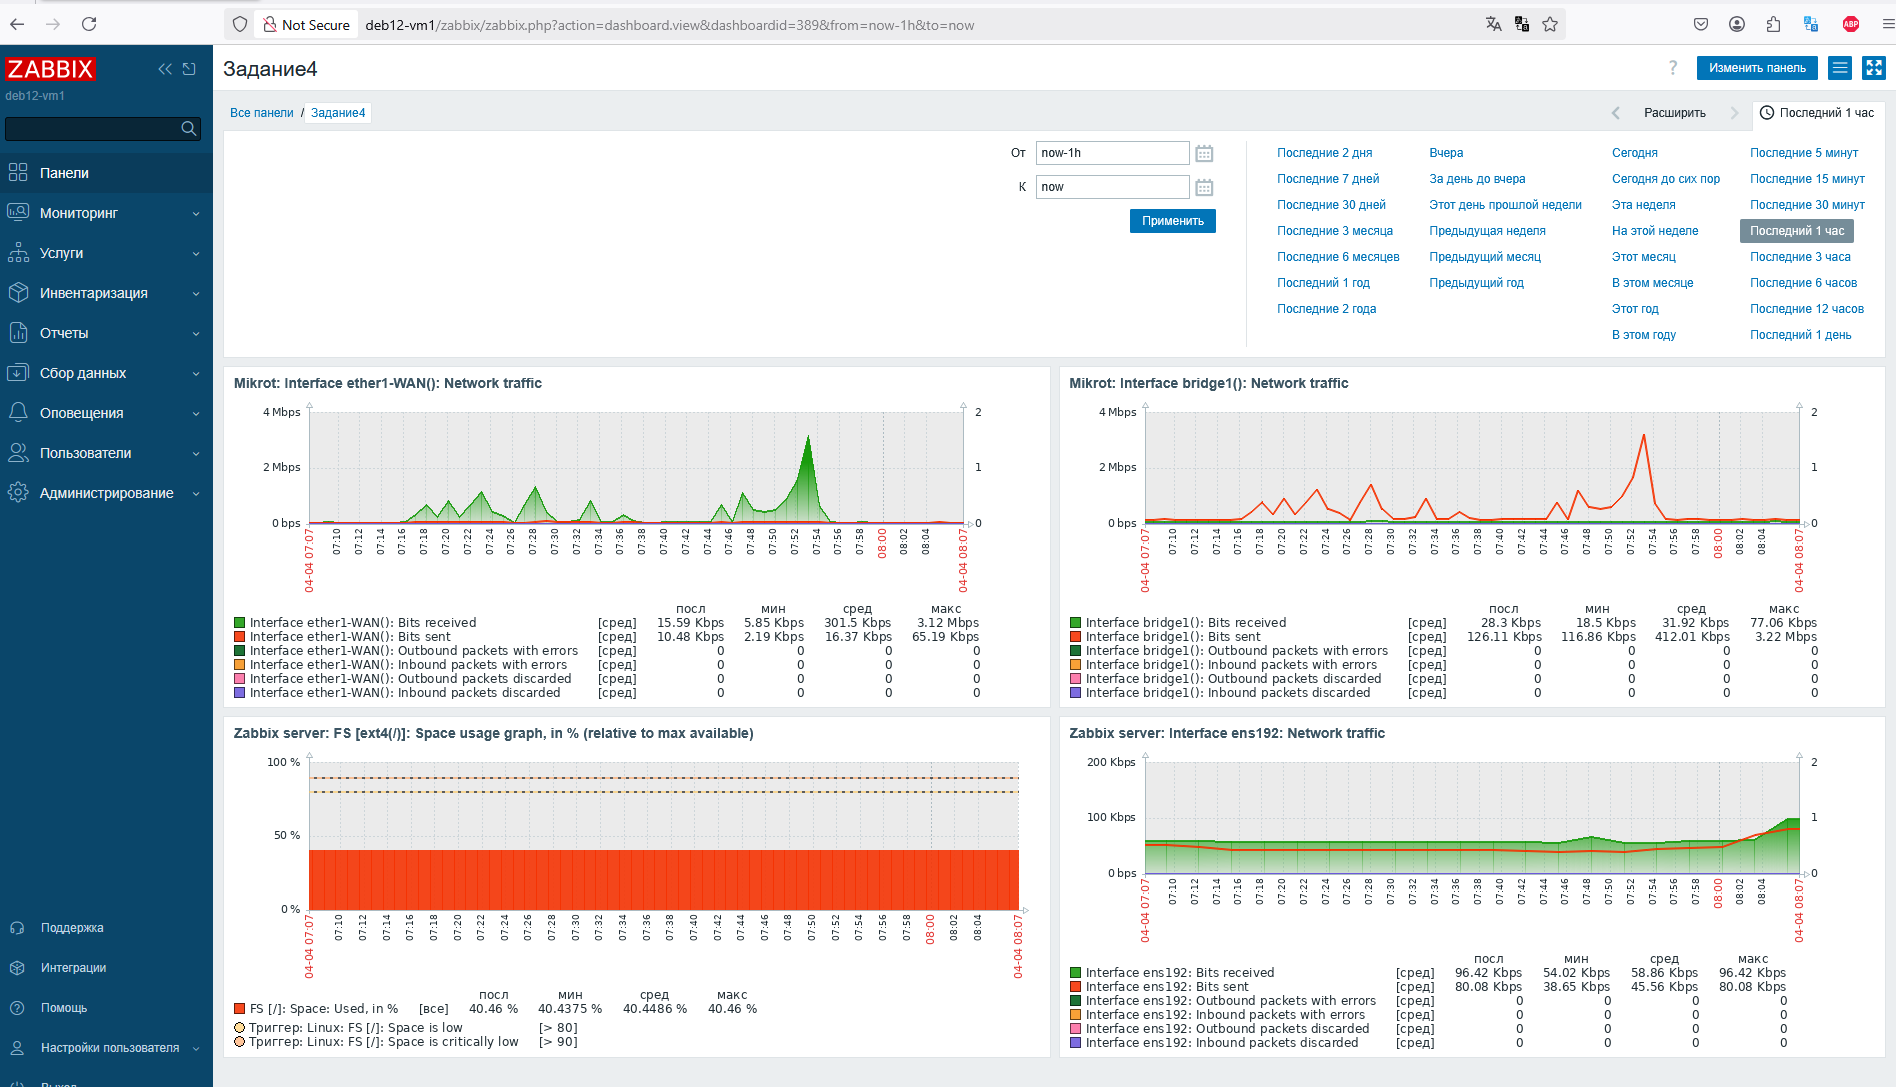 Not Secure deb12-vm1/zabbix/zabbix.php?action=dashboard.view&dashboardid=389&from=now-1h&to=now
ABP
ZABBIX
deb12-vm1
Панели
Мониторинг
Услуги
Инвентаризация
Отчеты
Сбор данных
Оповещения
Пользователи
Администрирование
Поддержка
Интеграции
Помощь
Настройки пользователя
Выход
Задание4
? Изменить панель
Все панели / Задание4
Расширить Последний 1 час
От now-1h
К now
Применить
Последние 2 дня Вчера Сегодня Последние 5 минут
Последние 7 дней За день до вчера Сегодня до сих пор Последние 15 минут
Последние 30 дней Этот день прошлой недели Эта неделя Последние 30 минут
Последние 3 месяца Предыдущая неделя На этой неделе Последний 1 час
Последние 6 месяцев Предыдущий месяц Этот месяц Последние 3 часа
Последний 1 год Предыдущий год В этом месяце Последние 6 часов
Последние 2 года Этот год Последние 12 часов
В этом году Последний 1 день
Mikrot: Interface ether1-WAN(): Network traffic
4 Mbps 2
2 Mbps 1
0 bps 0
04-04 07:07 07:10 07:12 07:14 07:16 07:18 07:20 07:22 07:24 07:26 07:28 07:30 07:32 07:34 07:36 07:38 07:40 07:42 07:44 07:46 07:48 07:50 07:52 07:54 07:56 07:58 08:00 08:02 08:04 04-04 08:07
посл мин сред макс
Interface ether1-WAN(): Bits received [сред] 15.59 Kbps 5.85 Kbps 301.5 Kbps 3.12 Mbps
Interface ether1-WAN(): Bits sent [сред] 10.48 Kbps 2.19 Kbps 16.37 Kbps 65.19 Kbps
Interface ether1-WAN(): Outbound packets with errors [сред] 0 0 0 0
Interface ether1-WAN(): Inbound packets with errors [сред] 0 0 0 0
Interface ether1-WAN(): Outbound packets discarded [сред] 0 0 0 0
Interface ether1-WAN(): Inbound packets discarded [сред] 0 0 0 0
Mikrot: Interface bridge1(): Network traffic
4 Mbps 2
2 Mbps 1
0 bps 0
04-04 07:07 07:10 07:12 07:14 07:16 07:18 07:20 07:22 07:24 07:26 07:28 07:30 07:32 07:34 07:36 07:38 07:40 07:42 07:44 07:46 07:48 07:50 07:52 07:54 07:56 07:58 08:00 08:02 08:04 04-04 08:07
посл мин сред макс
Interface bridge1(): Bits received [сред] 28.3 Kbps 18.5 Kbps 31.92 Kbps 77.06 Kbps
Interface bridge1(): Bits sent [сред] 126.11 Kbps 116.86 Kbps 412.01 Kbps 3.22 Mbps
Interface bridge1(): Outbound packets with errors [сред] 0 0 0 0
Interface bridge1(): Inbound packets with errors [сред] 0 0 0 0
Interface bridge1(): Outbound packets discarded [сред] 0 0 0 0
Interface bridge1(): Inbound packets discarded [сред] 0 0 0 0
Zabbix server: FS [ext4(/)]: Space usage graph, in % (relative to max available)
100 %
50 %
0 %
04-04 07:07 07:10 07:12 07:14 07:16 07:18 07:20 07:22 07:24 07:26 07:28 07:30 07:32 07:34 07:36 07:38 07:40 07:42 07:44 07:46 07:48 07:50 07:52 07:54 07:56 07:58 08:00 08:02 08:04 04-04 08:07
посл мин сред макс
FS [/]: Space: Used, in % [все] 40.46 % 40.4375 % 40.4486 % 40.46 %
Триггер: Linux: FS [/]: Space is low [> 80]
Триггер: Linux: FS [/]: Space is critically low [> 90]
Zabbix server: Interface ens192: Network traffic
200 Kbps 2
100 Kbps 1
0 bps 0
04-04 07:07 07:10 07:12 07:14 07:16 07:18 07:20 07:22 07:24 07:26 07:28 07:30 07:32 07:34 07:36 07:38 07:40 07:42 07:44 07:46 07:48 07:50 07:52 07:54 07:56 07:58 08:00 08:02 08:04 04-04 08:07
посл мин сред макс
Interface ens192: Bits received [сред] 96.42 Kbps 54.02 Kbps 58.86 Kbps 96.42 Kbps
Interface ens192: Bits sent [сред] 80.08 Kbps 38.65 Kbps 45.56 Kbps 80.08 Kbps
Interface ens192: Outbound packets with errors [сред] 0 0 0 0
Interface ens192: Inbound packets with errors [сред] 0 0 0 0
Interface ens192: Outbound packets discarded [сред] 0 0 0 0
Interface ens192: Inbound packets discarded [сред] 0 0 0 0